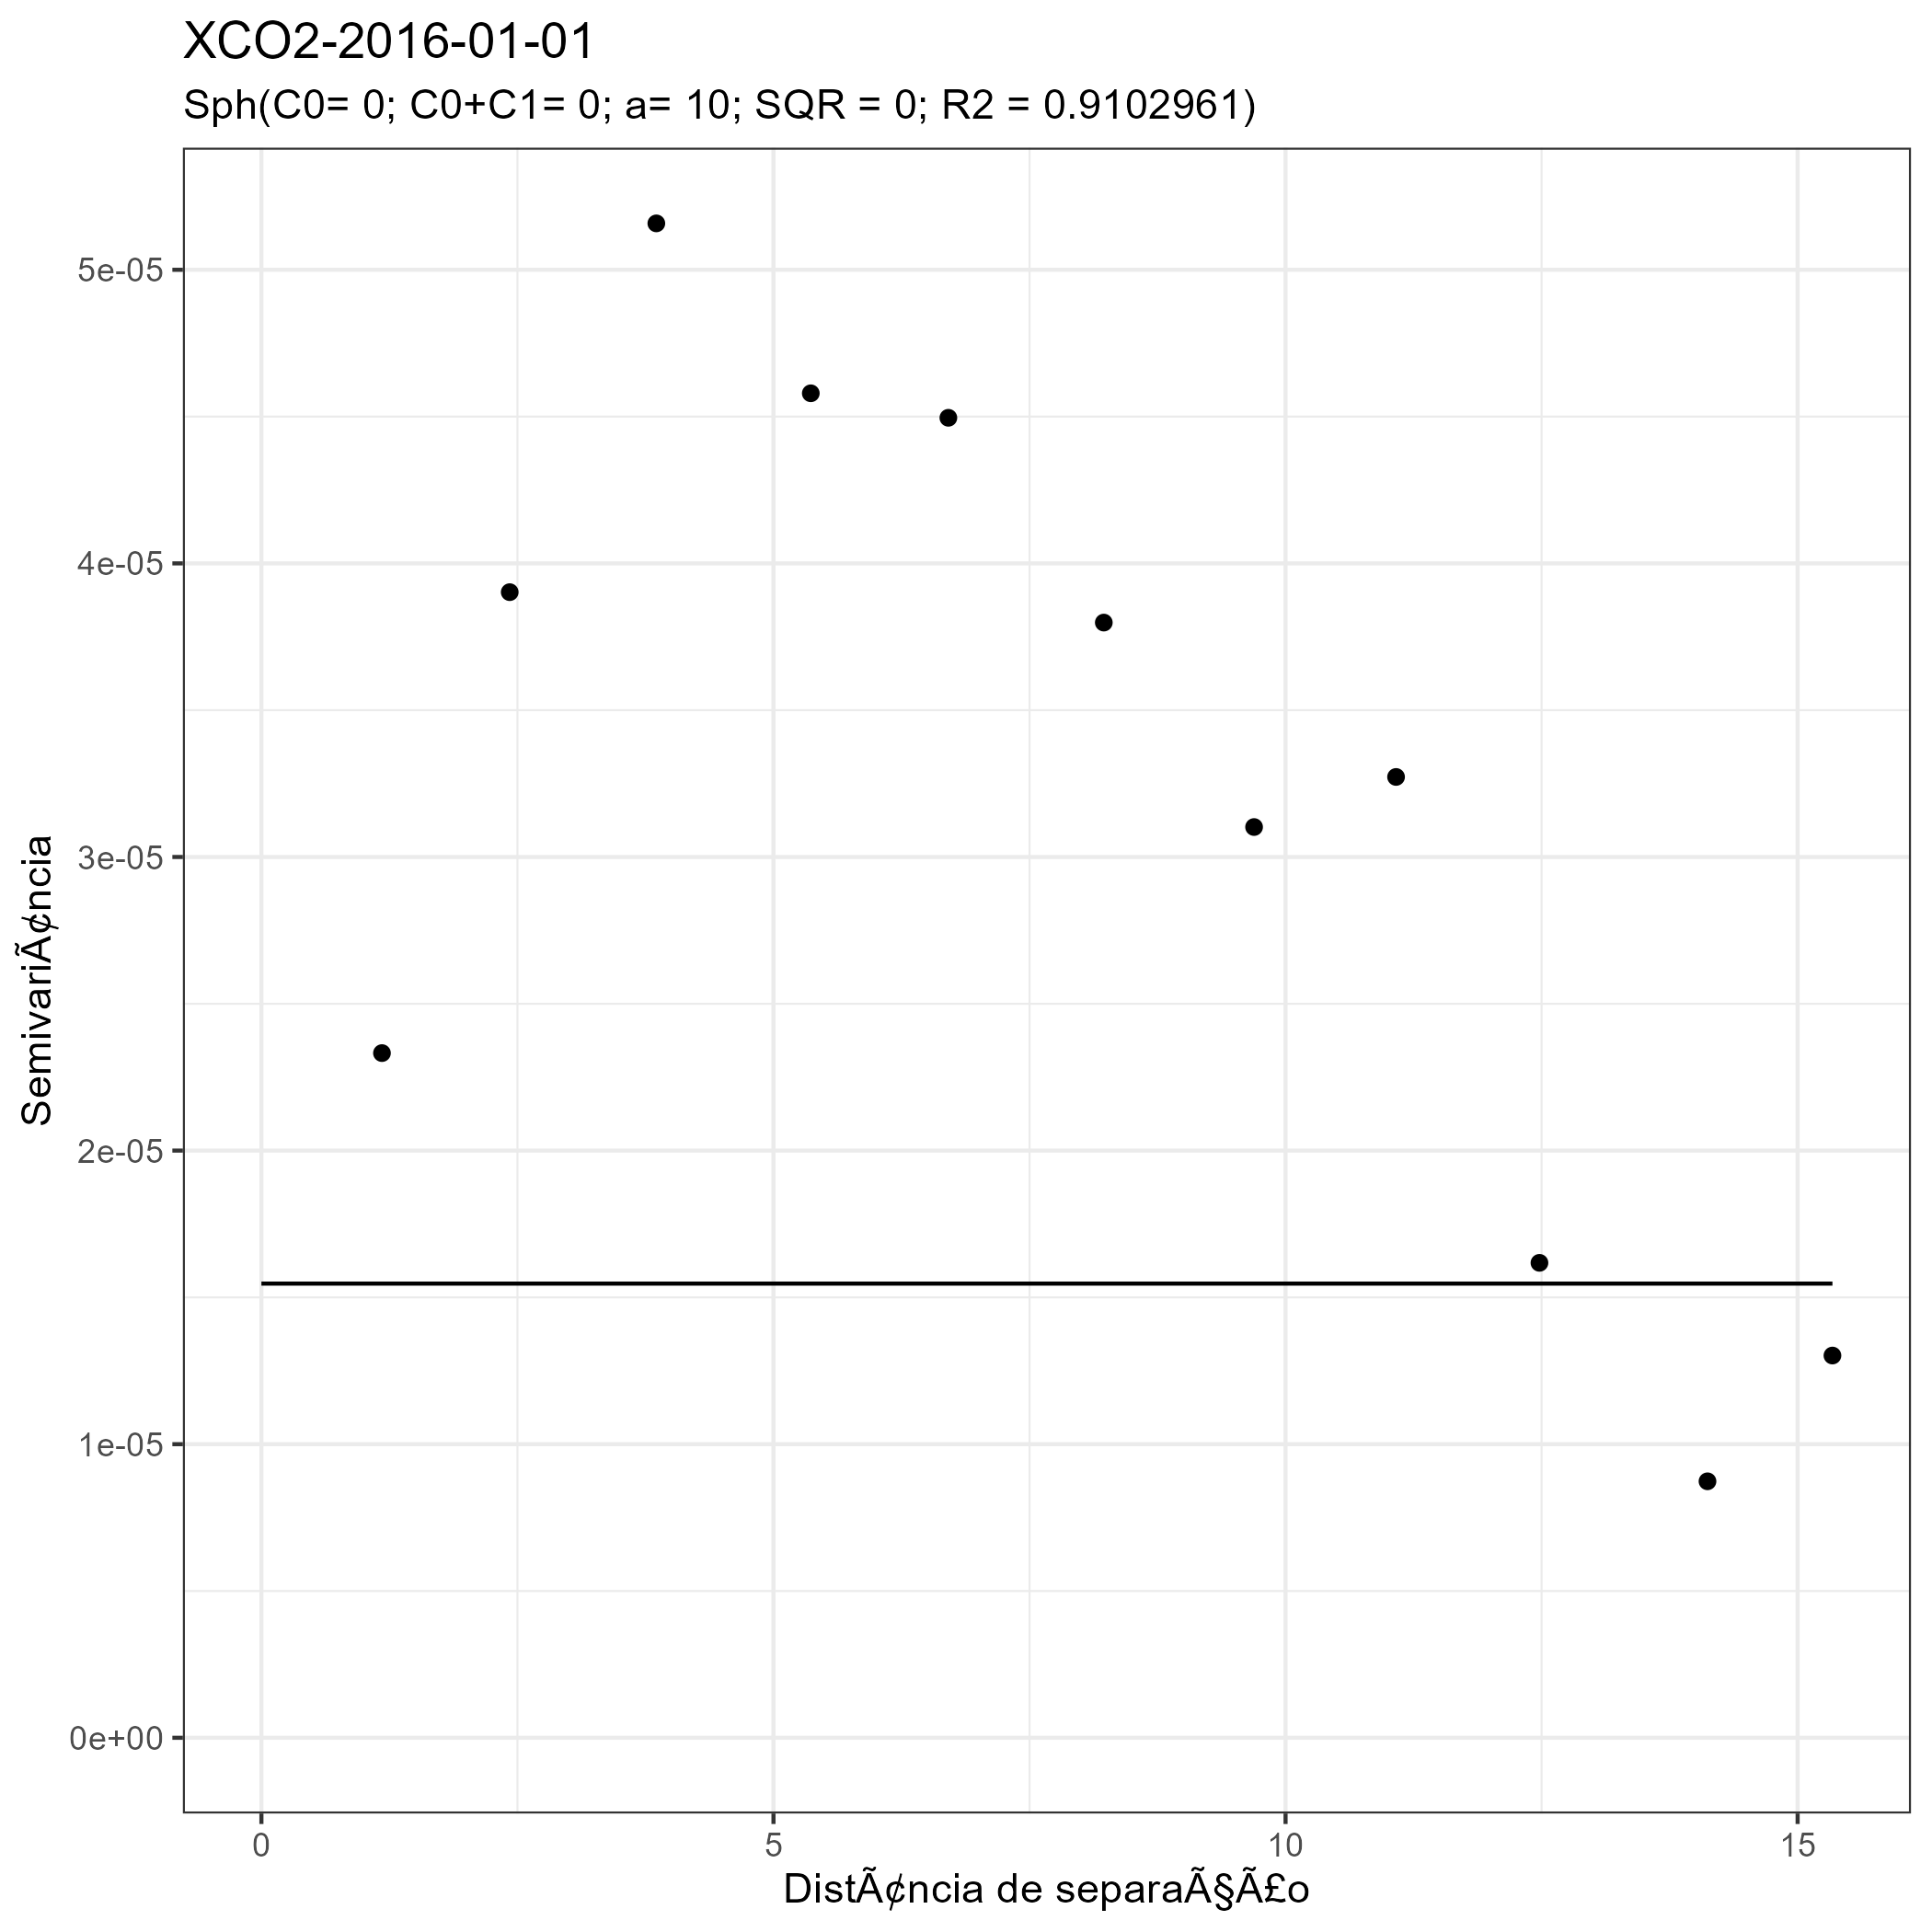 XCO2-2016-01-01
Sph(C0= 0; C0+C1= 0; a= 10; SQR = 0; R2 = 0.9102961)
SemivariÃ¢ncia
5e-05
4e-05
3e-05
2e-05
1e-05
0e+00
0 5 10 15
DistÃ¢ncia de separaÃ§Ã£o